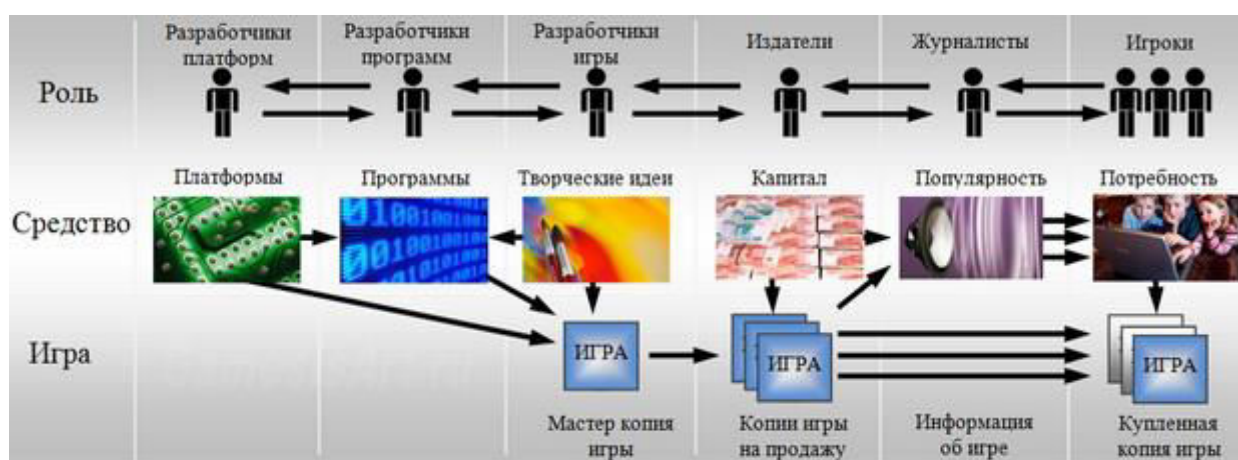 Разработчики
платформ
Разработчики
программ
Разработчики
игры
Издатели
Журналисты
Игроки
Роль
Платформы
Программы
Творческие идеи
Капитал
Популярность
Потребность
Средство
Игра
ИГРА
ИГРА
ИГРА
Мастер копия
игры
Копии игры
на продажу
Информация
об игре
Купленная
копия игры